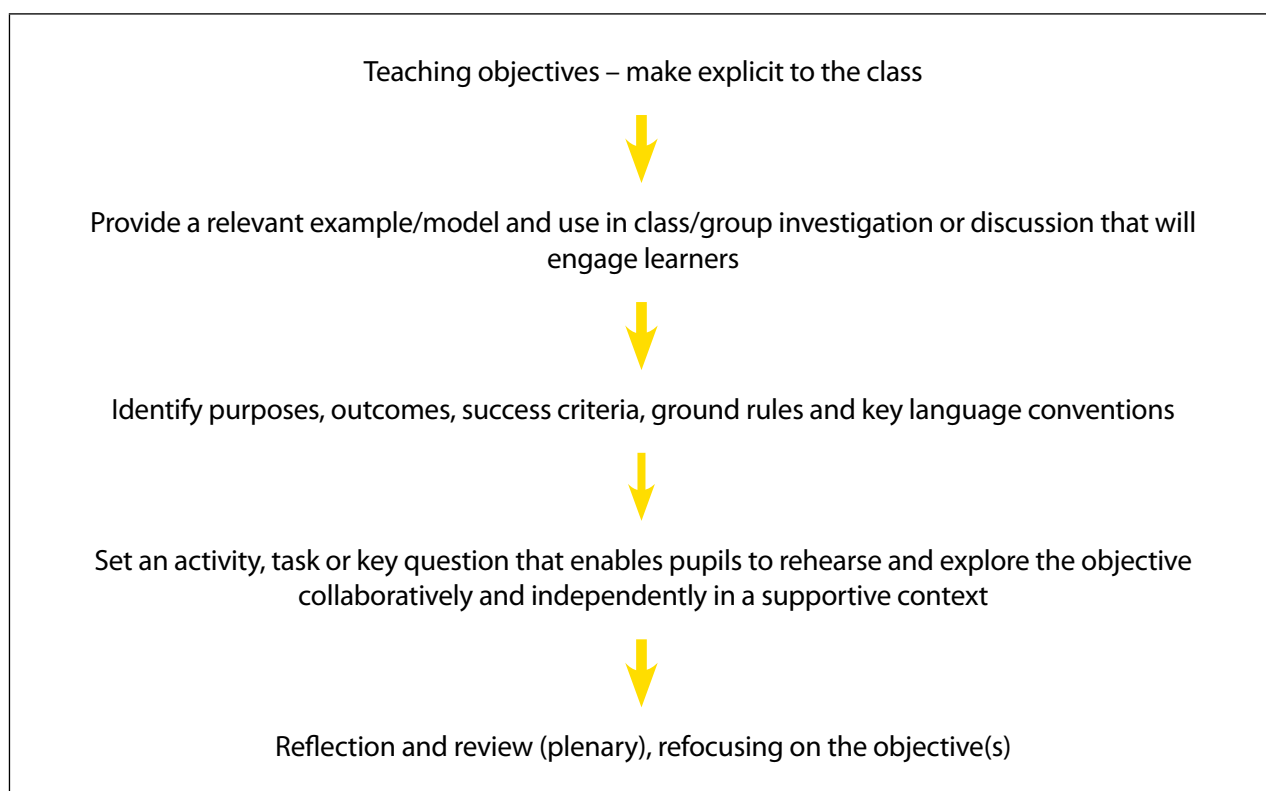 Teaching objectives – make explicit to the class
Provide a relevant example/model and use in class/group investigation or discussion that will
engage learners
Identify purposes, outcomes, success criteria, ground rules and key language conventions
Set an activity, task or key question that enables pupils to rehearse and explore the objective
collaboratively and independently in a supportive context
Reflection and review (plenary), refocusing on the objective(s)